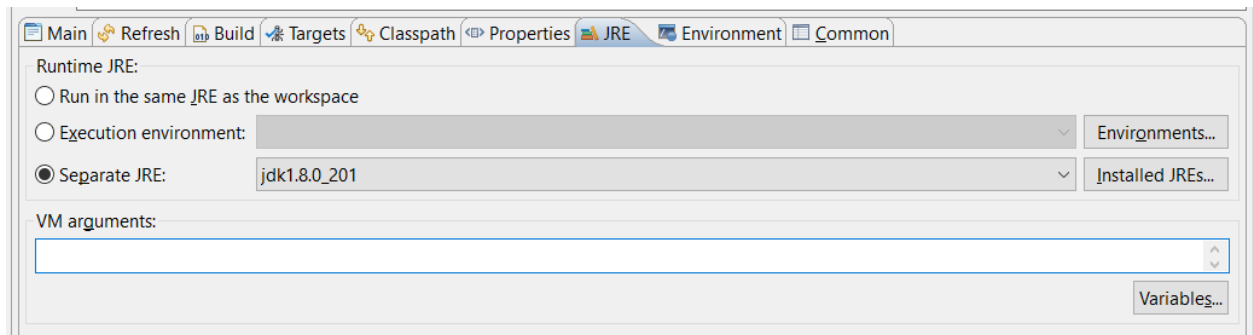 Main Refresh Build Targets Classpath Properties JRE Environment Common
Runtime JRE:
Run in the same JRE as the workspace
Execution environment: Environments...
Separate JRE: jdk1.8.0_201 Installed JREs...
VM arguments:
Variables...